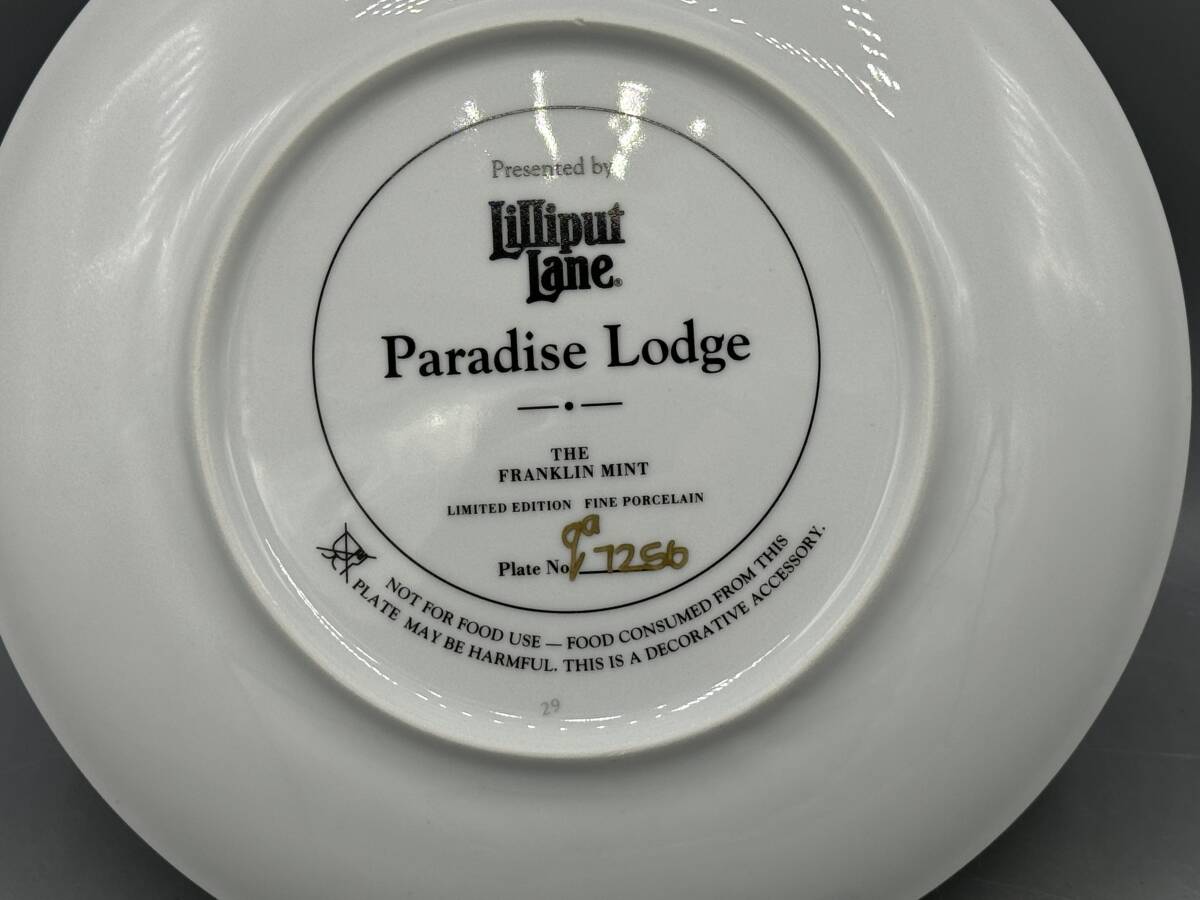 Presented by
Lilliput
Lane®
Paradise Lodge
THE
FRANKLIN MINT
LIMITED EDITION FINE PORCELAIN
Plate No. 7256
NOT FOR FOOD USE — FOOD CONSUMED FROM THIS
PLATE MAY BE HARMFUL. THIS IS A DECORATIVE ACCESSORY.
29